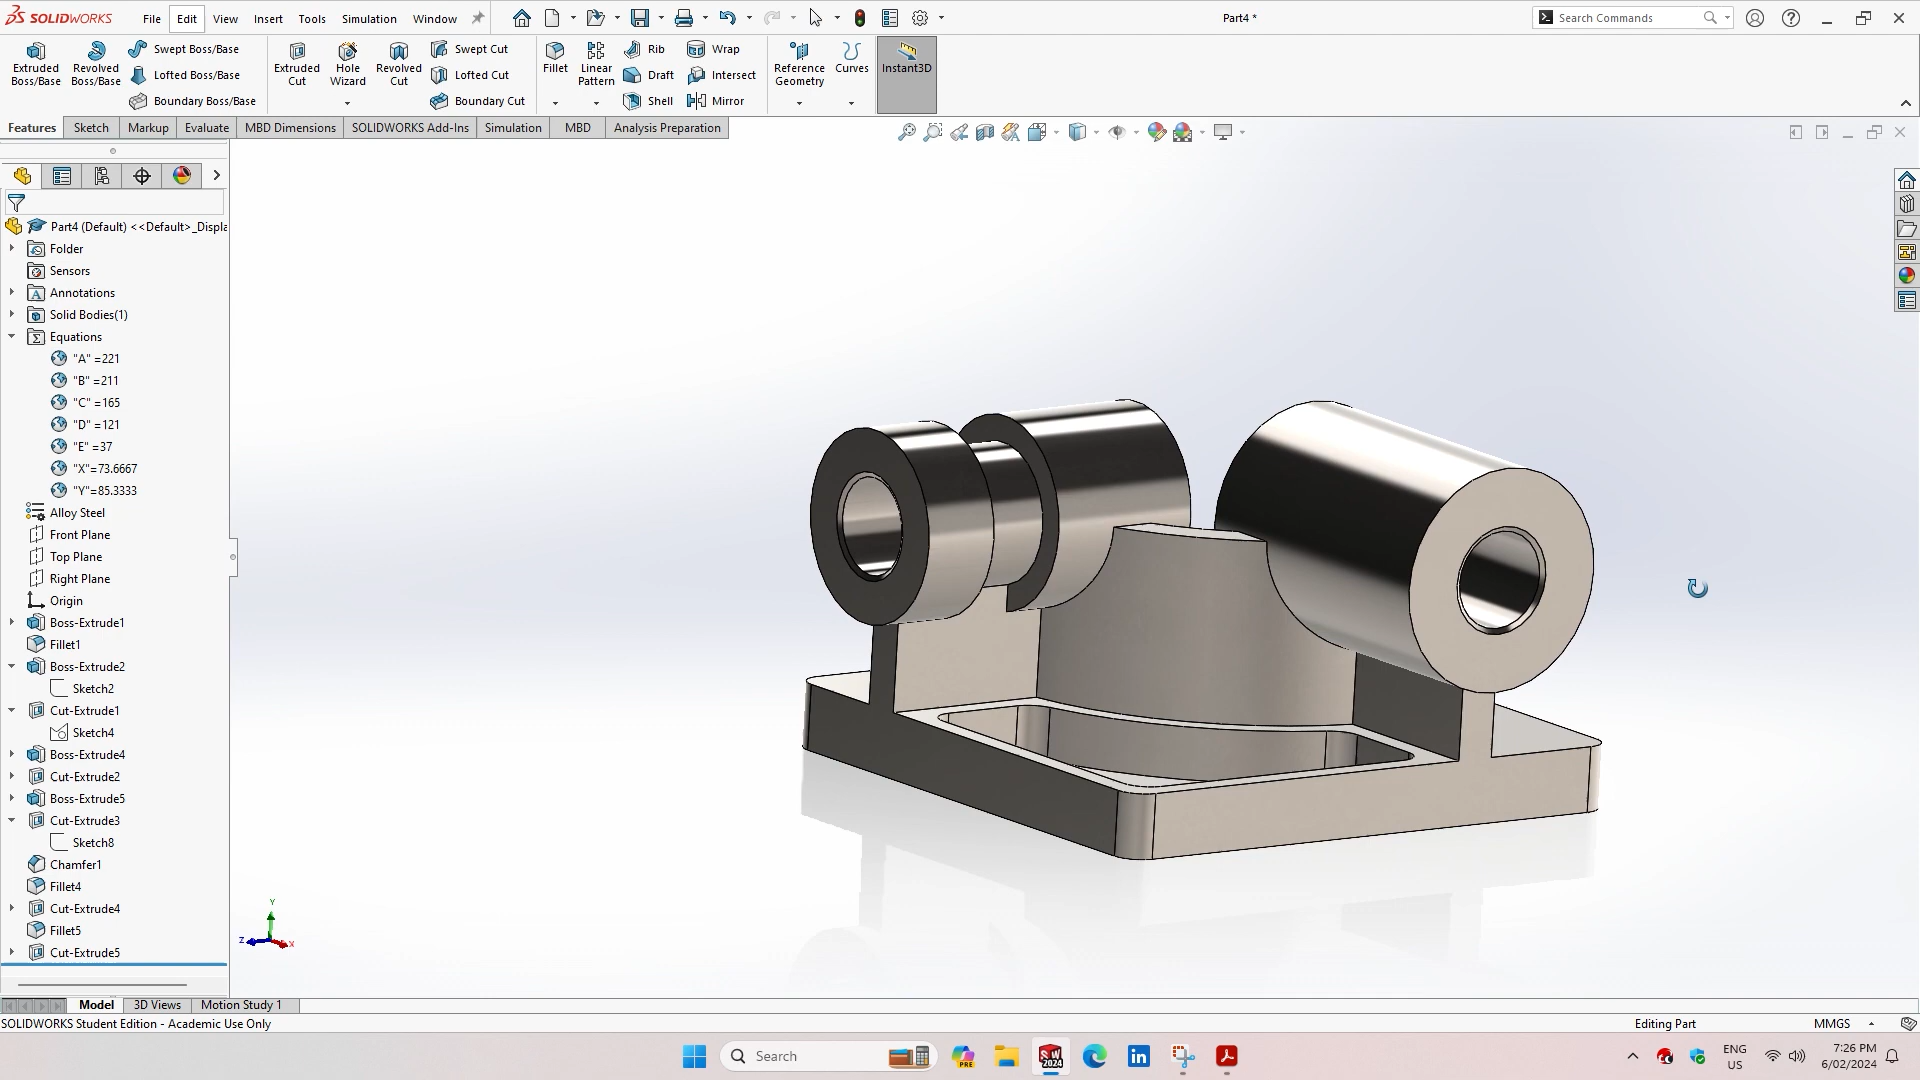 SOLIDWORKS
File Edit View Insert Tools Simulation Window
Part4 *
Search Commands
Extruded Boss/Base
Revolved Boss/Base
Swept Boss/Base
Lofted Boss/Base
Boundary Boss/Base
Extruded Cut
Hole Wizard
Revolved Cut
Swept Cut
Lofted Cut
Boundary Cut
Fillet
Linear Pattern
Rib
Draft
Shell
Wrap
Intersect
Mirror
Reference Geometry
Curves
Instant3D
Features Sketch Markup Evaluate MBD Dimensions SOLIDWORKS Add-Ins Simulation MBD Analysis Preparation
Part4 (Default) <<Default>_Displa
Folder
Sensors
Annotations
Solid Bodies(1)
Equations
"A" =221
"B" =211
"C" =165
"D" =121
"E" =37
"X"=73.6667
"Y"=85.3333
Alloy Steel
Front Plane
Top Plane
Right Plane
Origin
Boss-Extrude1
Fillet1
Boss-Extrude2
Sketch2
Cut-Extrude1
Sketch4
Boss-Extrude4
Cut-Extrude2
Boss-Extrude5
Cut-Extrude3
Sketch8
Chamfer1
Fillet4
Cut-Extrude4
Fillet5
Cut-Extrude5
Y
Z
X
Model 3D Views Motion Study 1
SOLIDWORKS Student Edition - Academic Use Only
Editing Part
MMGS
Search
PRE
SW 2024
in
ENG
US
7:26 PM
6/02/2024